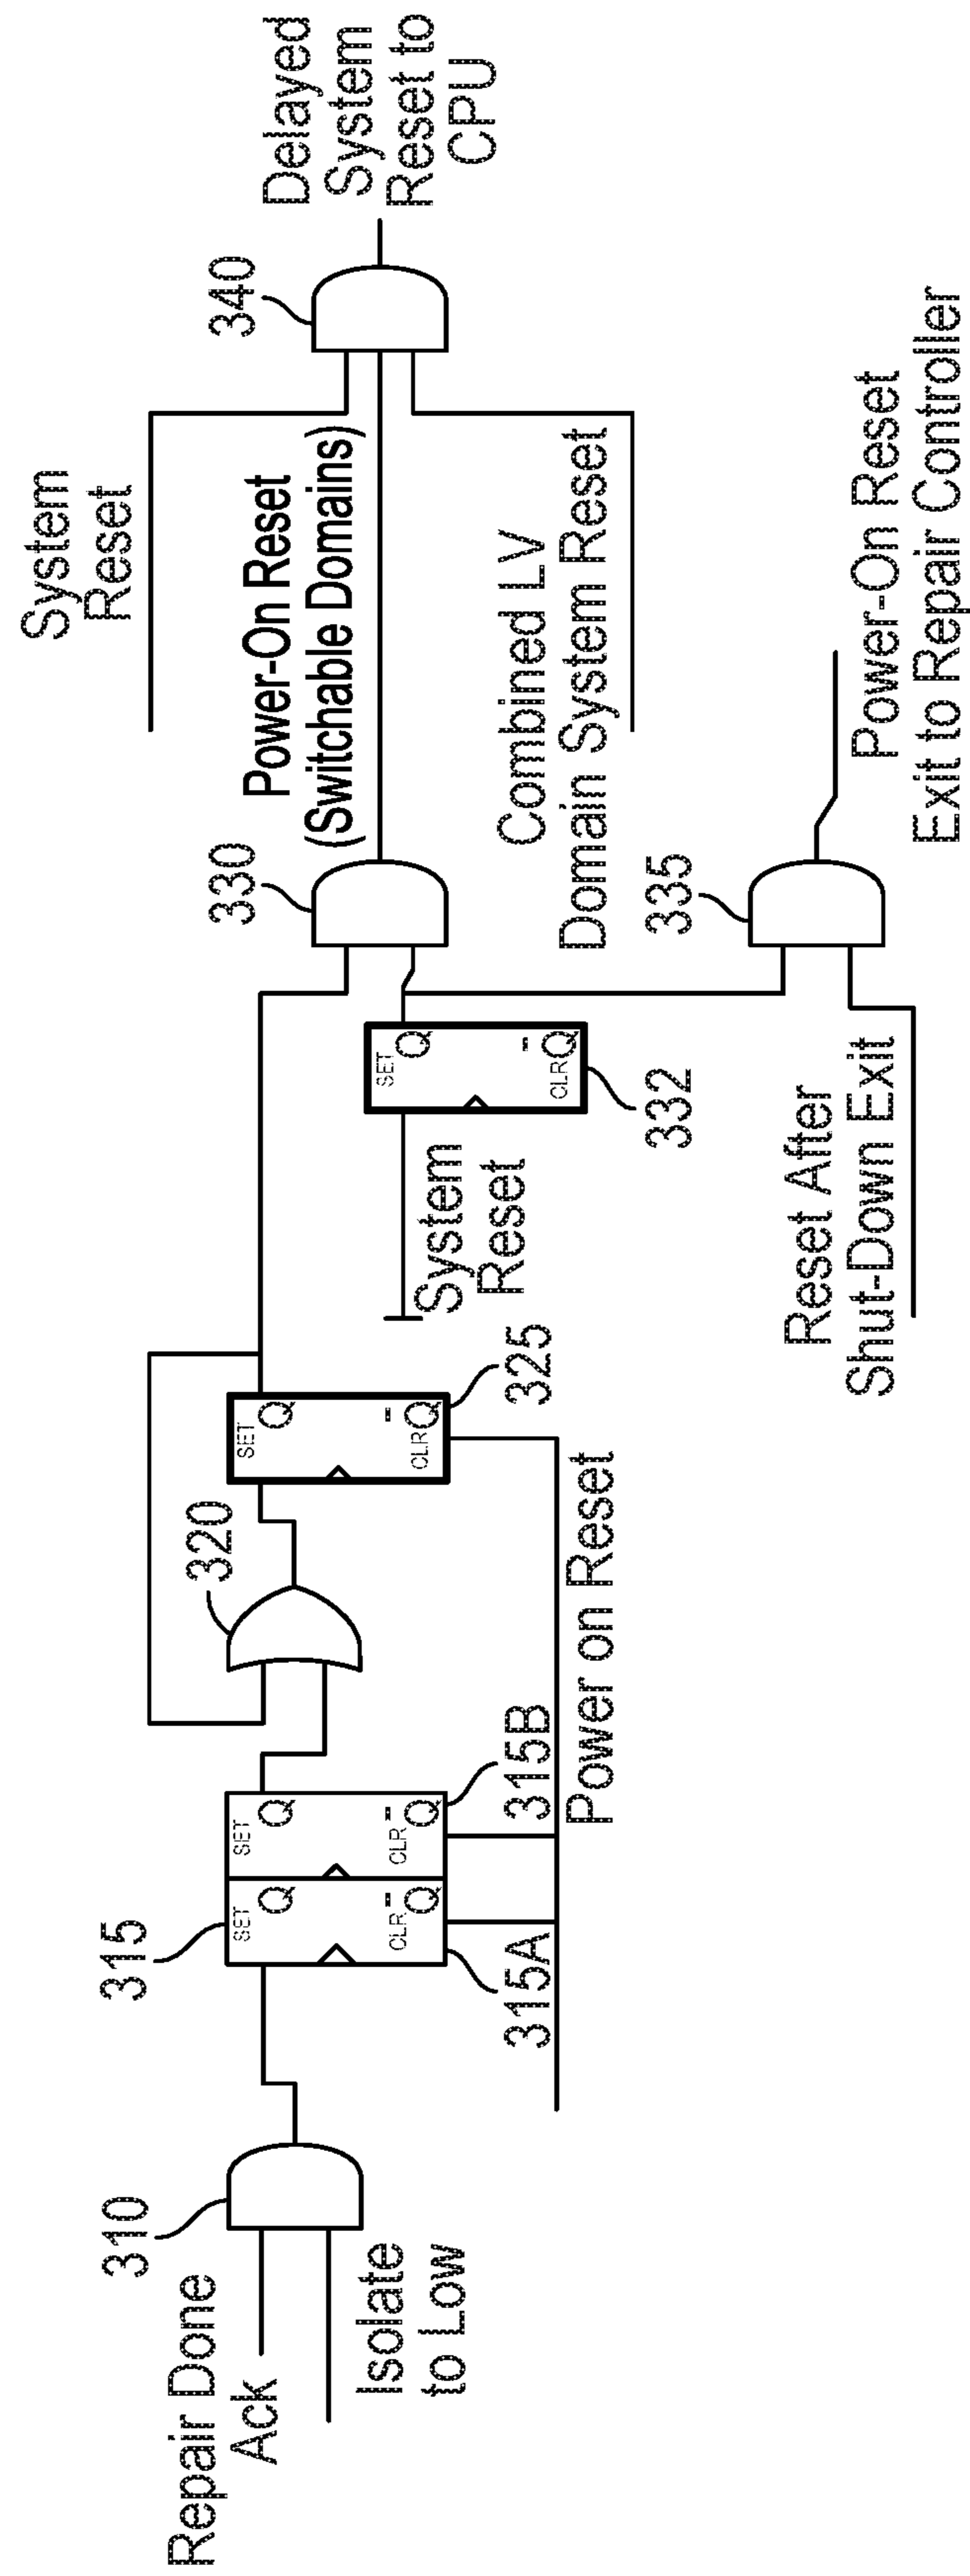 Repair Done
Ack
Isolate
to Low
310
315
SET
Q
CLR
Q
315A
SET
Q
CLR
Q
315B
320
SET
Q
CLR
Q
325
Power on Reset
System
Reset
SET
Q
CLR
Q
332
330
Power-On Reset
(Switchable Domains)
System
Reset
Combined LV
Domain System Reset
340
Delayed
System
Reset to
CPU
Reset After
Shut-Down Exit
335
Power-On Reset
Exit to Repair Controller